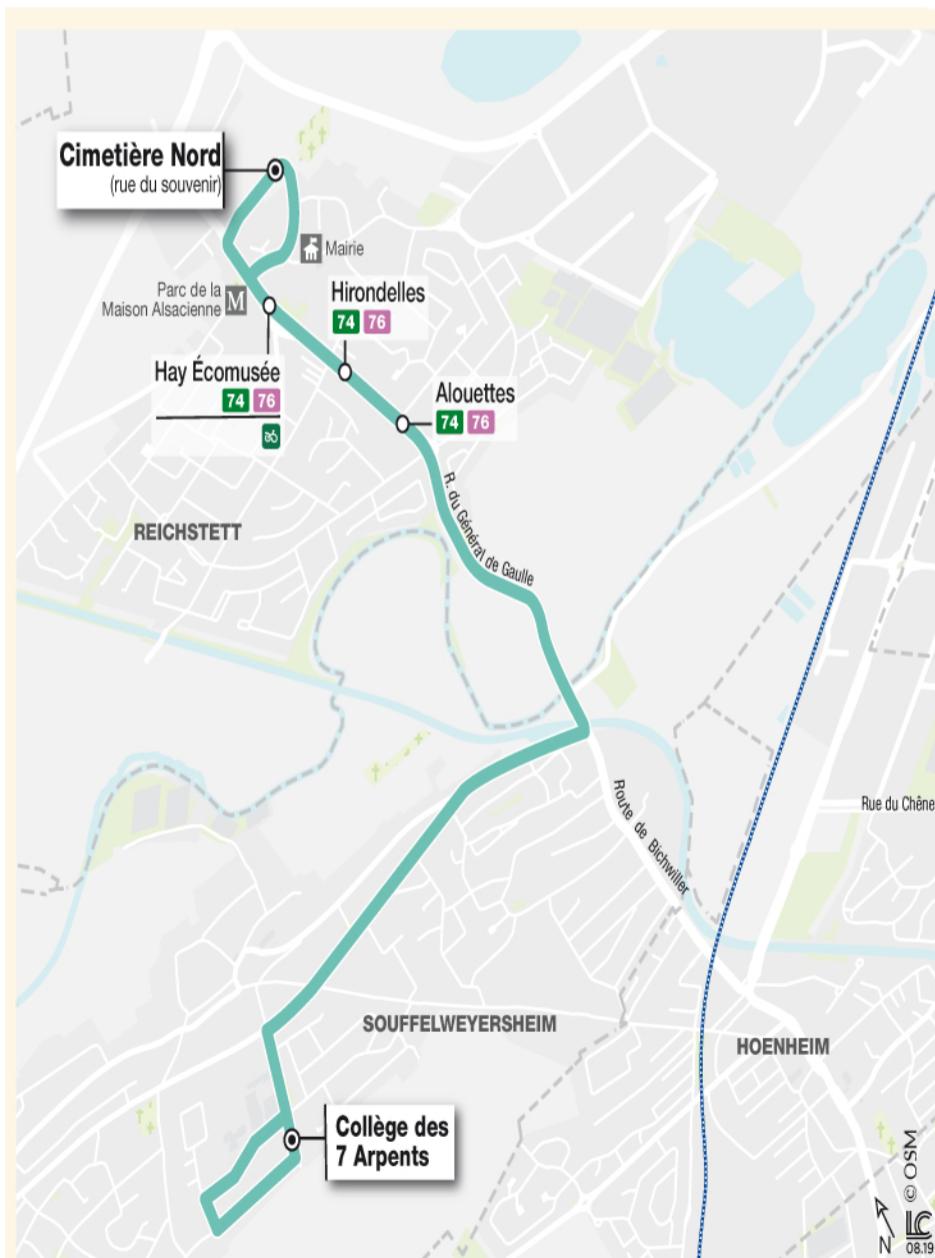 Cimetière Nord
(rue du souvenir)
Mairie
Parc de la
Maison Alsacienne
M
Hirondelles
74 76
Hay Écomusée
74 76
Alouettes
74 76
R. du Général de Gaulle
REICHSTETT
Route de Bichwiller
Rue du Chêne
SOUFFELWEYERSHEIM
HOENHEIM
Collège des
7 Arpents
© OSM
LC
N
08.19